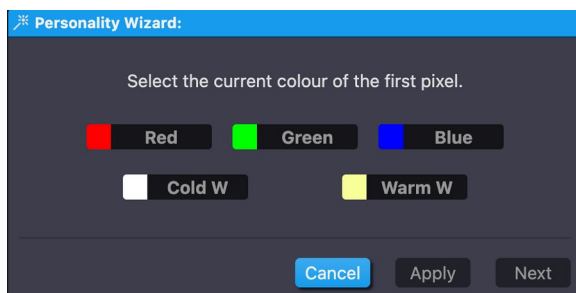 Personality Wizard:
Select the current colour of the first pixel.
Red Green Blue
Cold W Warm W
Cancel Apply Next